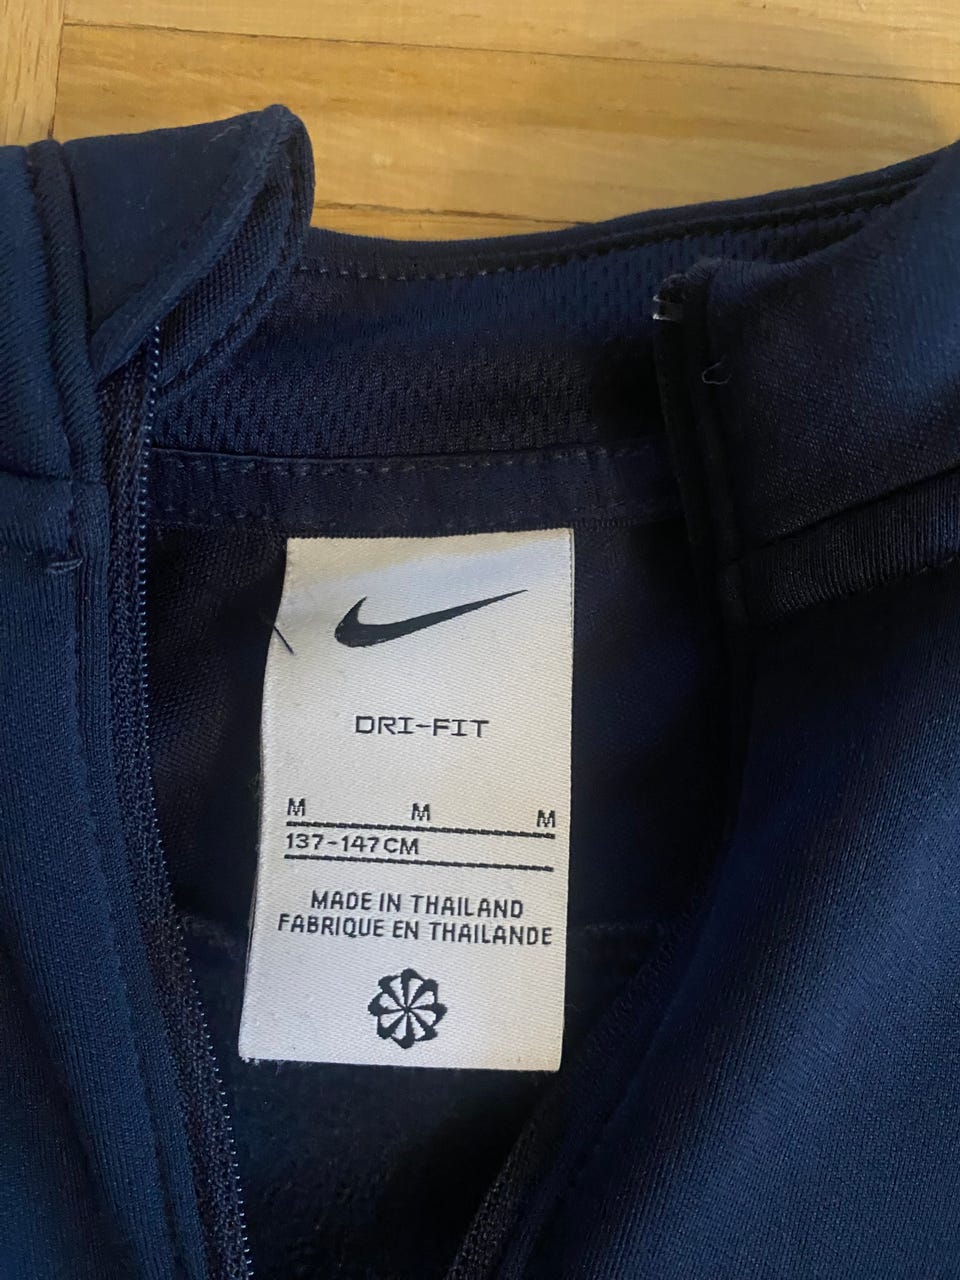 DRI-FIT
M M M
137-147CM
MADE IN THAILAND
FABRIQUE EN THAILANDE